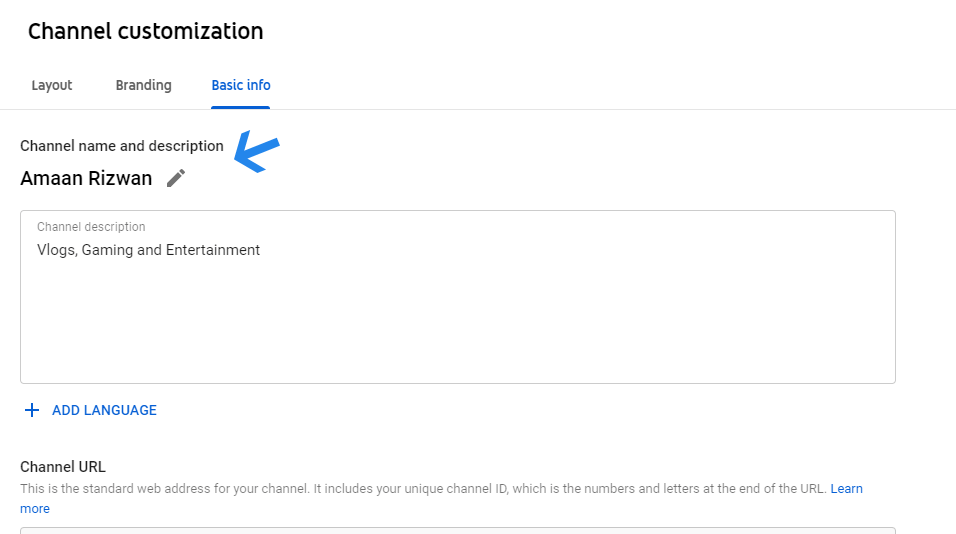 Channel customization
Layout Branding Basic info
Channel name and description
Amaan Rizwan
Channel description
Vlogs, Gaming and Entertainment
ADD LANGUAGE
Channel URL
This is the standard web address for your channel. It includes your unique channel ID, which is the numbers and letters at the end of the URL. Learn
more